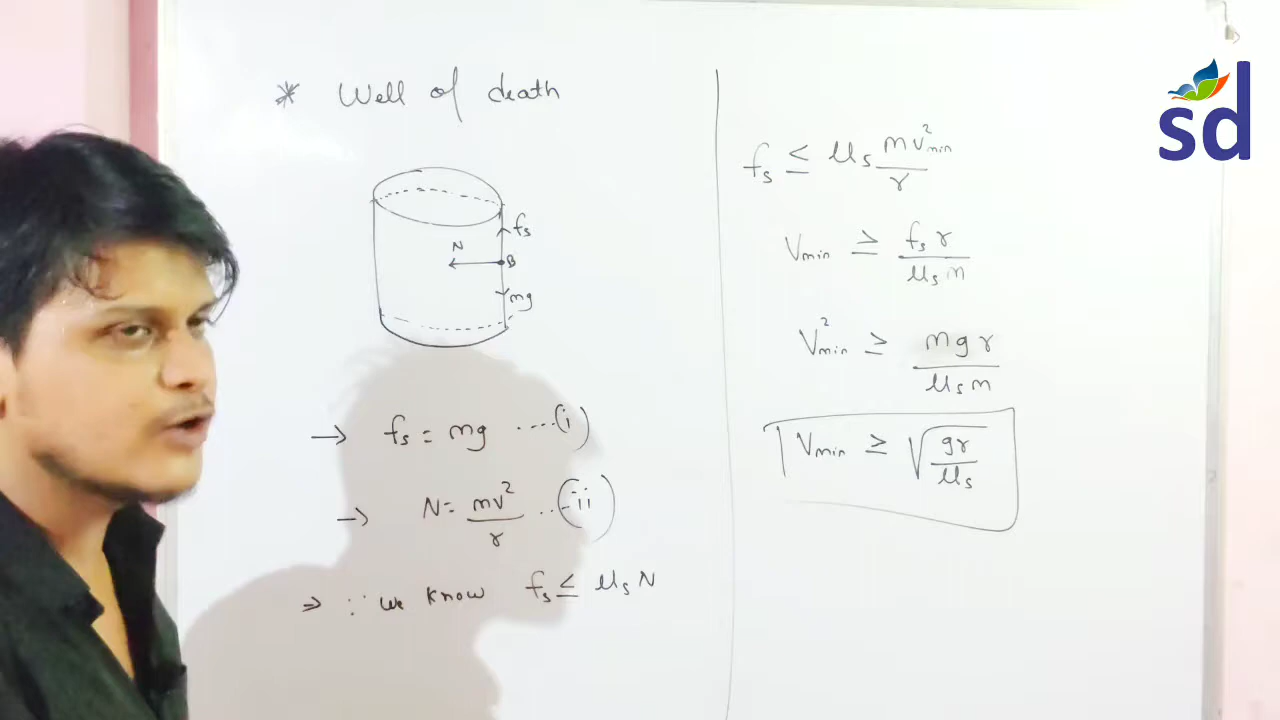 * Well of death
fs
N
B
mg
→ fs = mg ....(i)
→ N = mv²/r ...(ii)
⇒ ∵ we know fs ≤ μs N
fs ≤ μs mv²min/r
Vmin ≥ fs r/μs m
V²min ≥ mgr/μs m
Vmin ≥ √(gr/μs)
sd